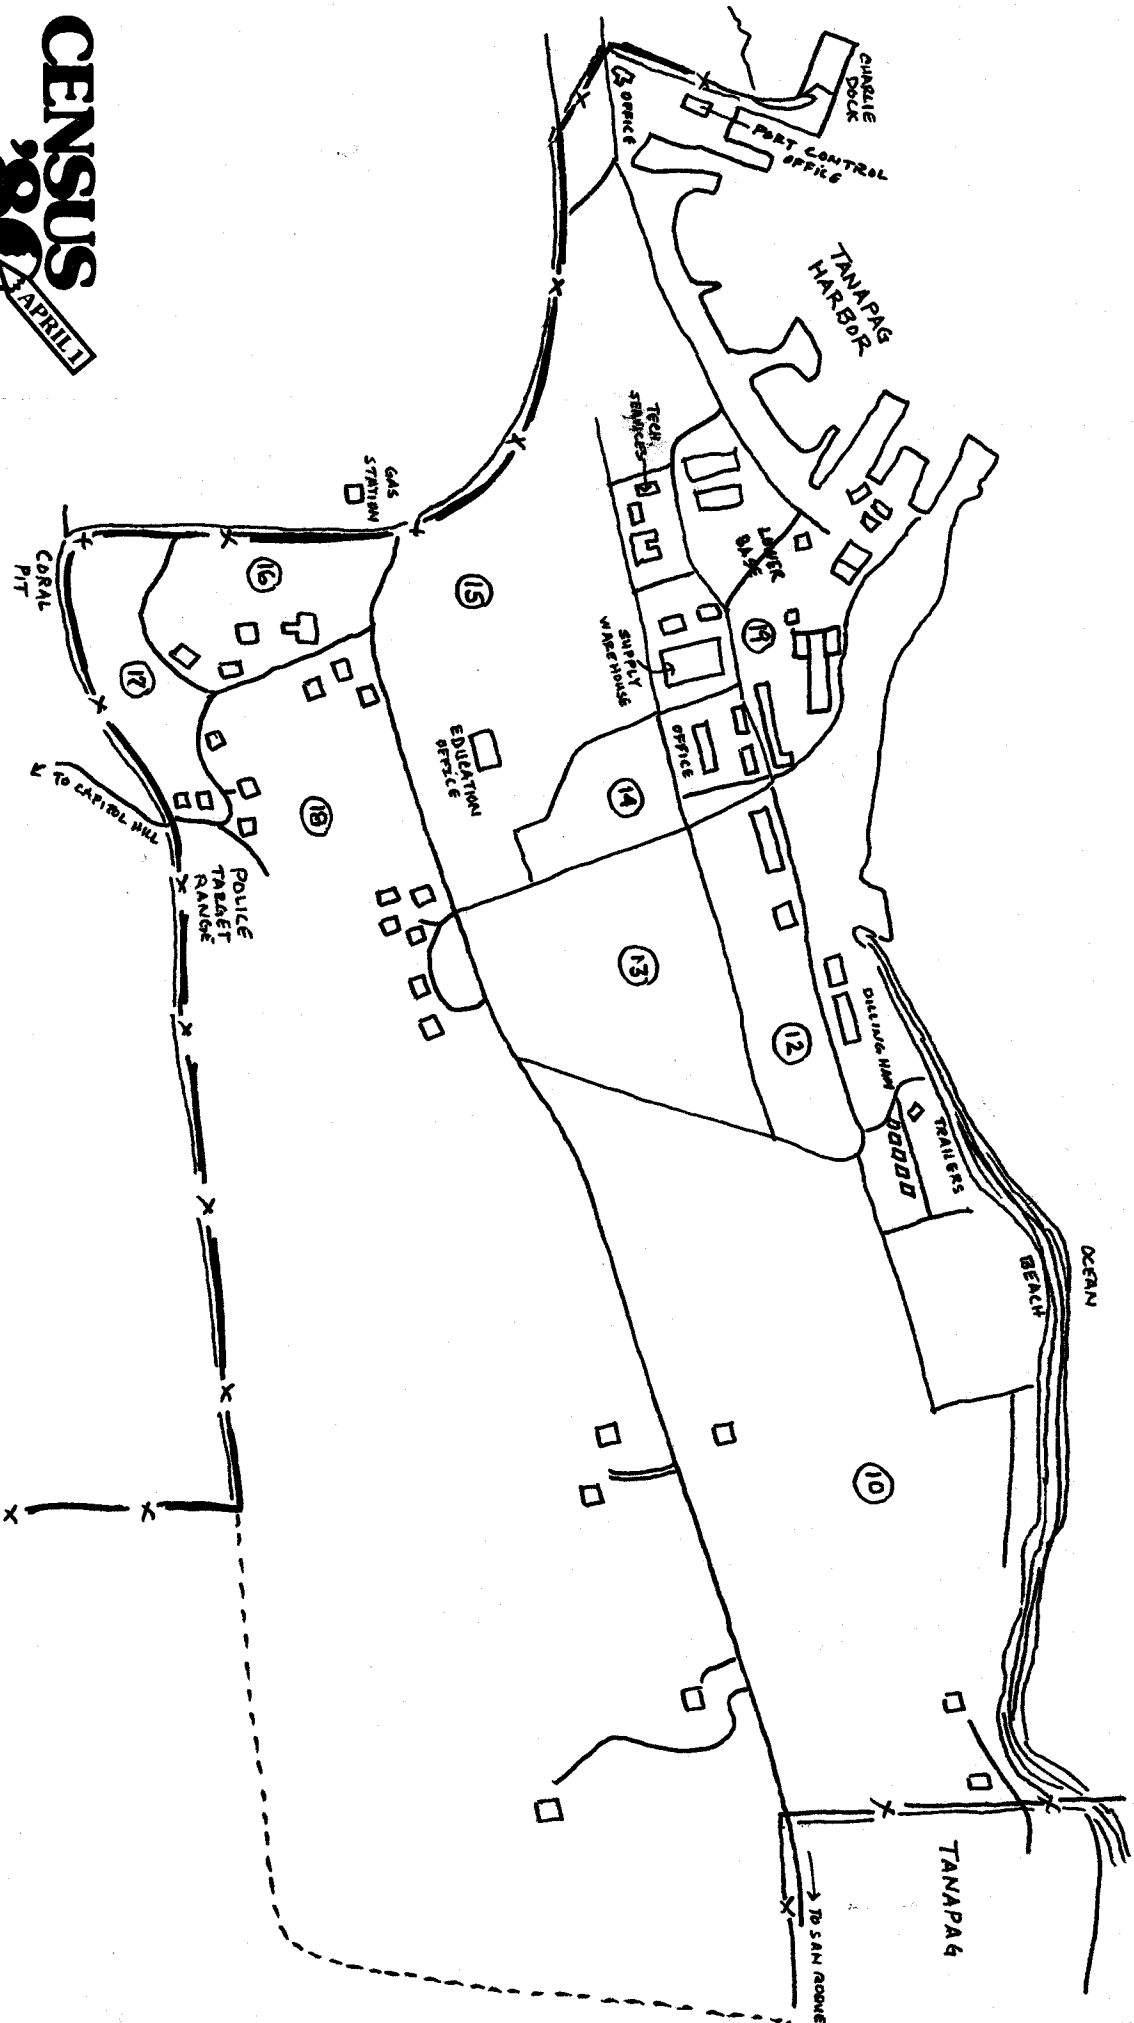 CENSUS
'80
APRIL 1
CHARLIE
DOCK
PORT CONTROL
OFFICE
OFFICE
TANAPAG
HARBOR
TECH
SERVICES
GAS
STATION
CORAL
PIT
16
15
17
LOWER
BASE
19
SUPPLY
WAREHOUSE
OFFICE
EDUCATION
OFFICE
14
18
TO CAPITOL HILL
POLICE
TARGET
RANGE
13
12
DILLINGHAM
TRAILERS
OCEAN
BEACH
10
TANAPAG
→ TO SAN ROQUE